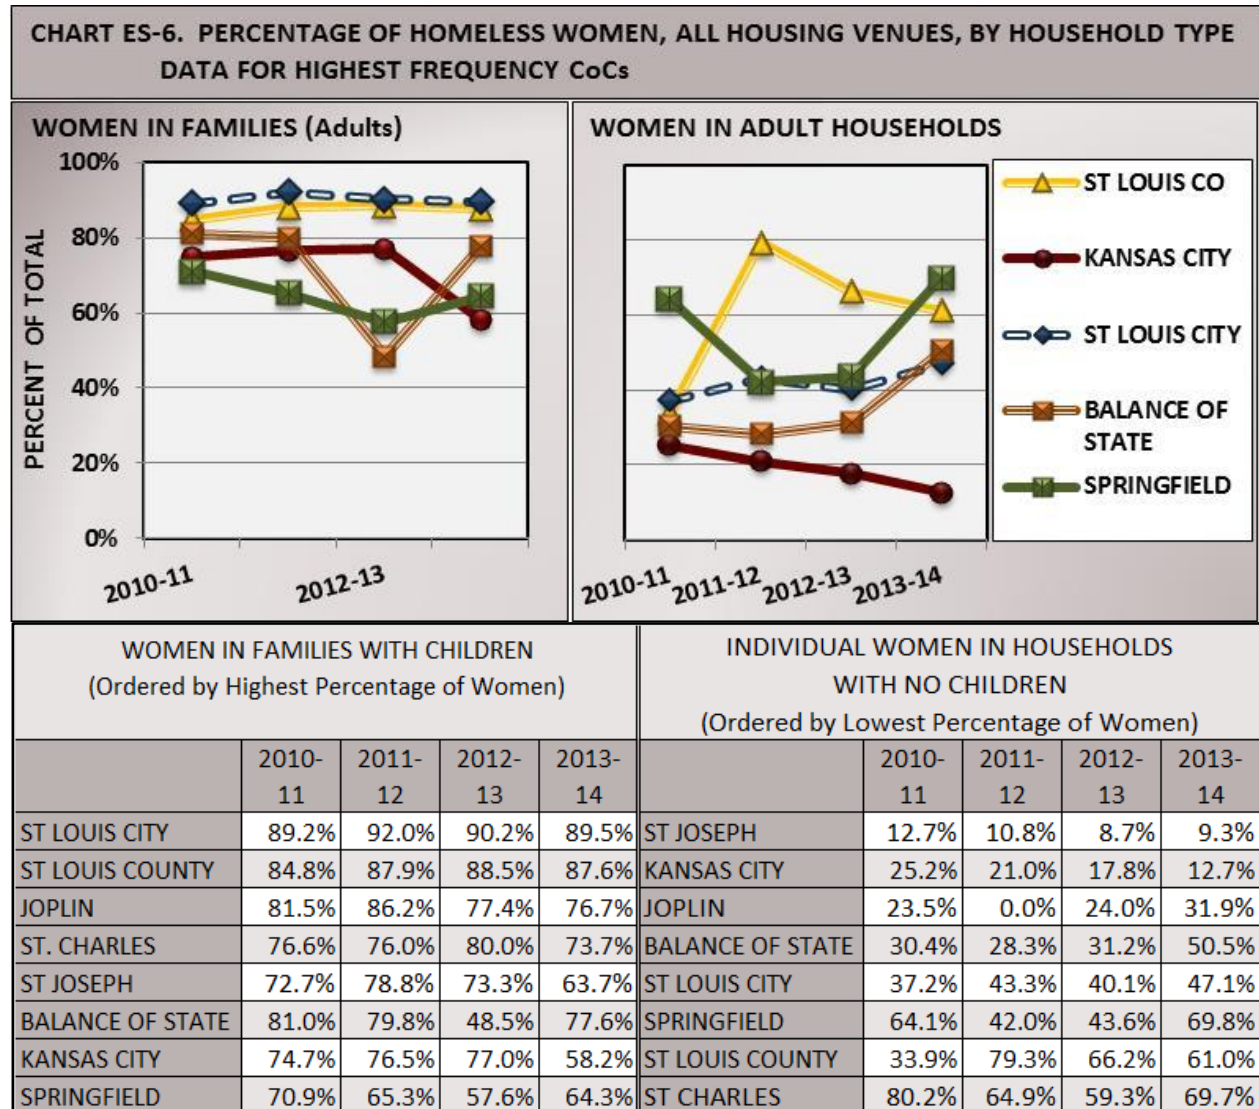 CHART ES-6. PERCENTAGE OF HOMELESS WOMEN, ALL HOUSING VENUES, BY HOUSEHOLD TYPE
DATA FOR HIGHEST FREQUENCY CoCs
WOMEN IN FAMILIES (Adults)
PERCENT OF TOTAL
100%
80%
60%
40%
20%
0%
2010-11
2012-13
WOMEN IN ADULT HOUSEHOLDS
2010-11
2011-12
2012-13
2013-14
ST LOUIS CO
KANSAS CITY
ST LOUIS CITY
BALANCE OF
STATE
SPRINGFIELD
WOMEN IN FAMILIES WITH CHILDREN
(Ordered by Highest Percentage of Women)
2010- 2011- 2012- 2013-
11 12 13 14
ST LOUIS CITY 89.2% 92.0% 90.2% 89.5%
ST LOUIS COUNTY 84.8% 87.9% 88.5% 87.6%
JOPLIN 81.5% 86.2% 77.4% 76.7%
ST. CHARLES 76.6% 76.0% 80.0% 73.7%
ST JOSEPH 72.7% 78.8% 73.3% 63.7%
BALANCE OF STATE 81.0% 79.8% 48.5% 77.6%
KANSAS CITY 74.7% 76.5% 77.0% 58.2%
SPRINGFIELD 70.9% 65.3% 57.6% 64.3%
INDIVIDUAL WOMEN IN HOUSEHOLDS
WITH NO CHILDREN
(Ordered by Lowest Percentage of Women)
2010- 2011- 2012- 2013-
11 12 13 14
ST JOSEPH 12.7% 10.8% 8.7% 9.3%
KANSAS CITY 25.2% 21.0% 17.8% 12.7%
JOPLIN 23.5% 0.0% 24.0% 31.9%
BALANCE OF STATE 30.4% 28.3% 31.2% 50.5%
ST LOUIS CITY 37.2% 43.3% 40.1% 47.1%
SPRINGFIELD 64.1% 42.0% 43.6% 69.8%
ST LOUIS COUNTY 33.9% 79.3% 66.2% 61.0%
ST CHARLES 80.2% 64.9% 59.3% 69.7%